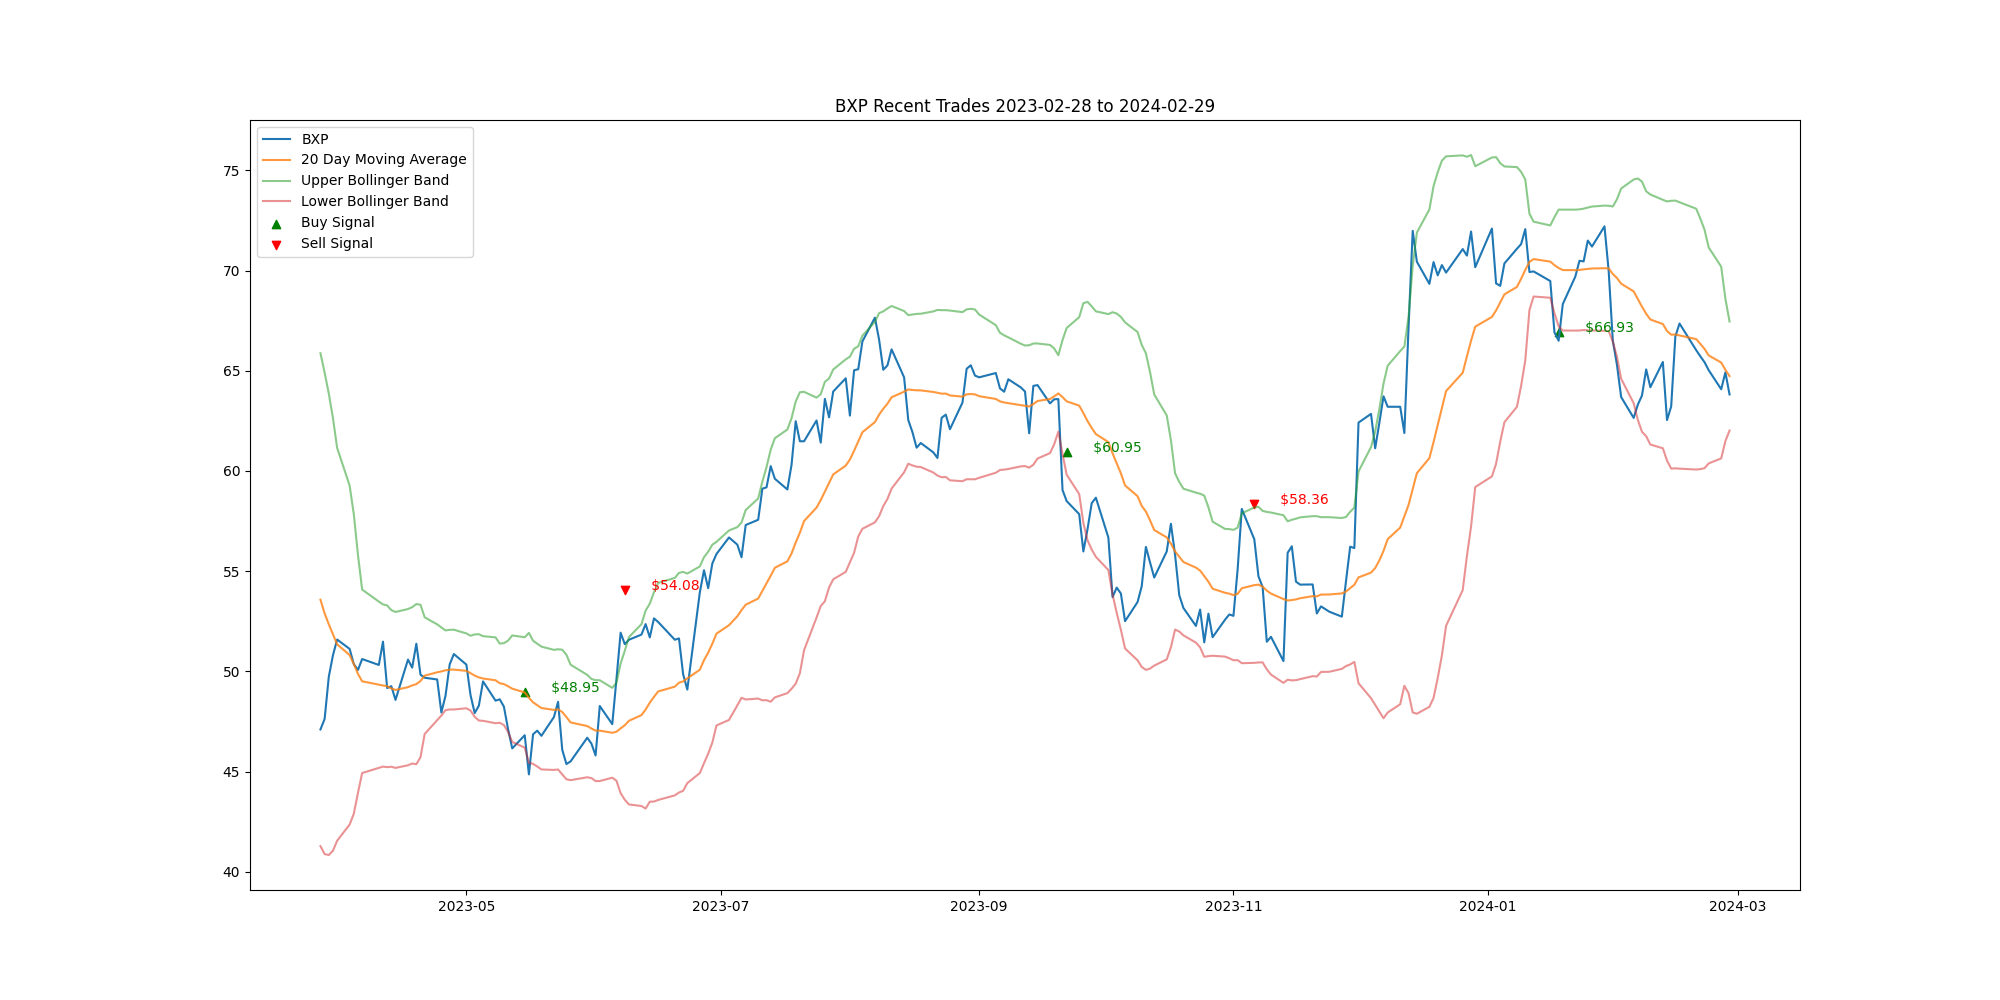 BXP Recent Trades 2023-02-28 to 2024-02-29
BXP
20 Day Moving Average
Upper Bollinger Band
Lower Bollinger Band
Buy Signal
Sell Signal
75
70
65
60
55
50
45
40
$66.93
$60.95
$58.36
$54.08
$48.95
2023-05
2023-07
2023-09
2023-11
2024-01
2024-03